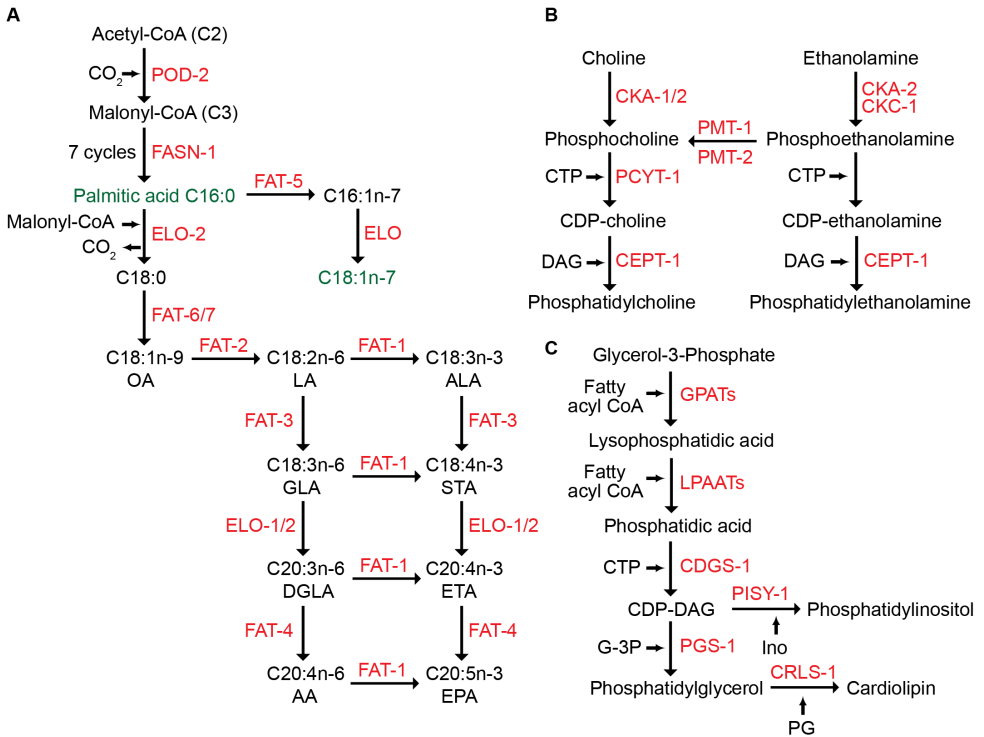 A
Acetyl-CoA (C2)
CO2
POD-2
Malonyl-CoA (C3)
7 cycles
FASN-1
Palmitic acid C16:0
FAT-5
C16:1n-7
Malonyl-CoA
ELO-2
CO2
ELO
C18:0
C18:1n-7
FAT-6/7
C18:1n-9
OA
FAT-2
C18:2n-6
LA
FAT-1
C18:3n-3
ALA
FAT-3
FAT-3
C18:3n-6
GLA
FAT-1
C18:4n-3
STA
ELO-1/2
ELO-1/2
C20:3n-6
DGLA
FAT-1
C20:4n-3
ETA
FAT-4
FAT-4
C20:4n-6
AA
FAT-1
C20:5n-3
EPA
B
Choline
Ethanolamine
CKA-1/2
CKA-2
CKC-1
Phosphocholine
PMT-1
PMT-2
Phosphoethanolamine
CTP
PCYT-1
CTP
CDP-choline
CDP-ethanolamine
DAG
CEPT-1
DAG
CEPT-1
Phosphatidylcholine
Phosphatidylethanolamine
C
Glycerol-3-Phosphate
Fatty
acyl CoA
GPATs
Lysophosphatidic acid
Fatty
acyl CoA
LPAATs
Phosphatidic acid
CTP
CDGS-1
CDP-DAG
PISY-1
Phosphatidylinositol
Ino
G-3P
PGS-1
Phosphatidylglycerol
CRLS-1
Cardiolipin
PG